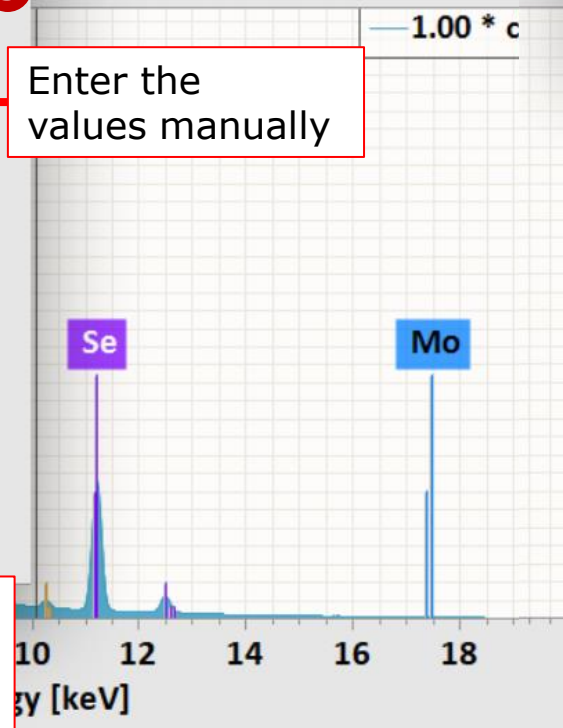 1.00 * c
Enter the
values manually
Se
Mo
10 12 14 16 18
gy [keV]